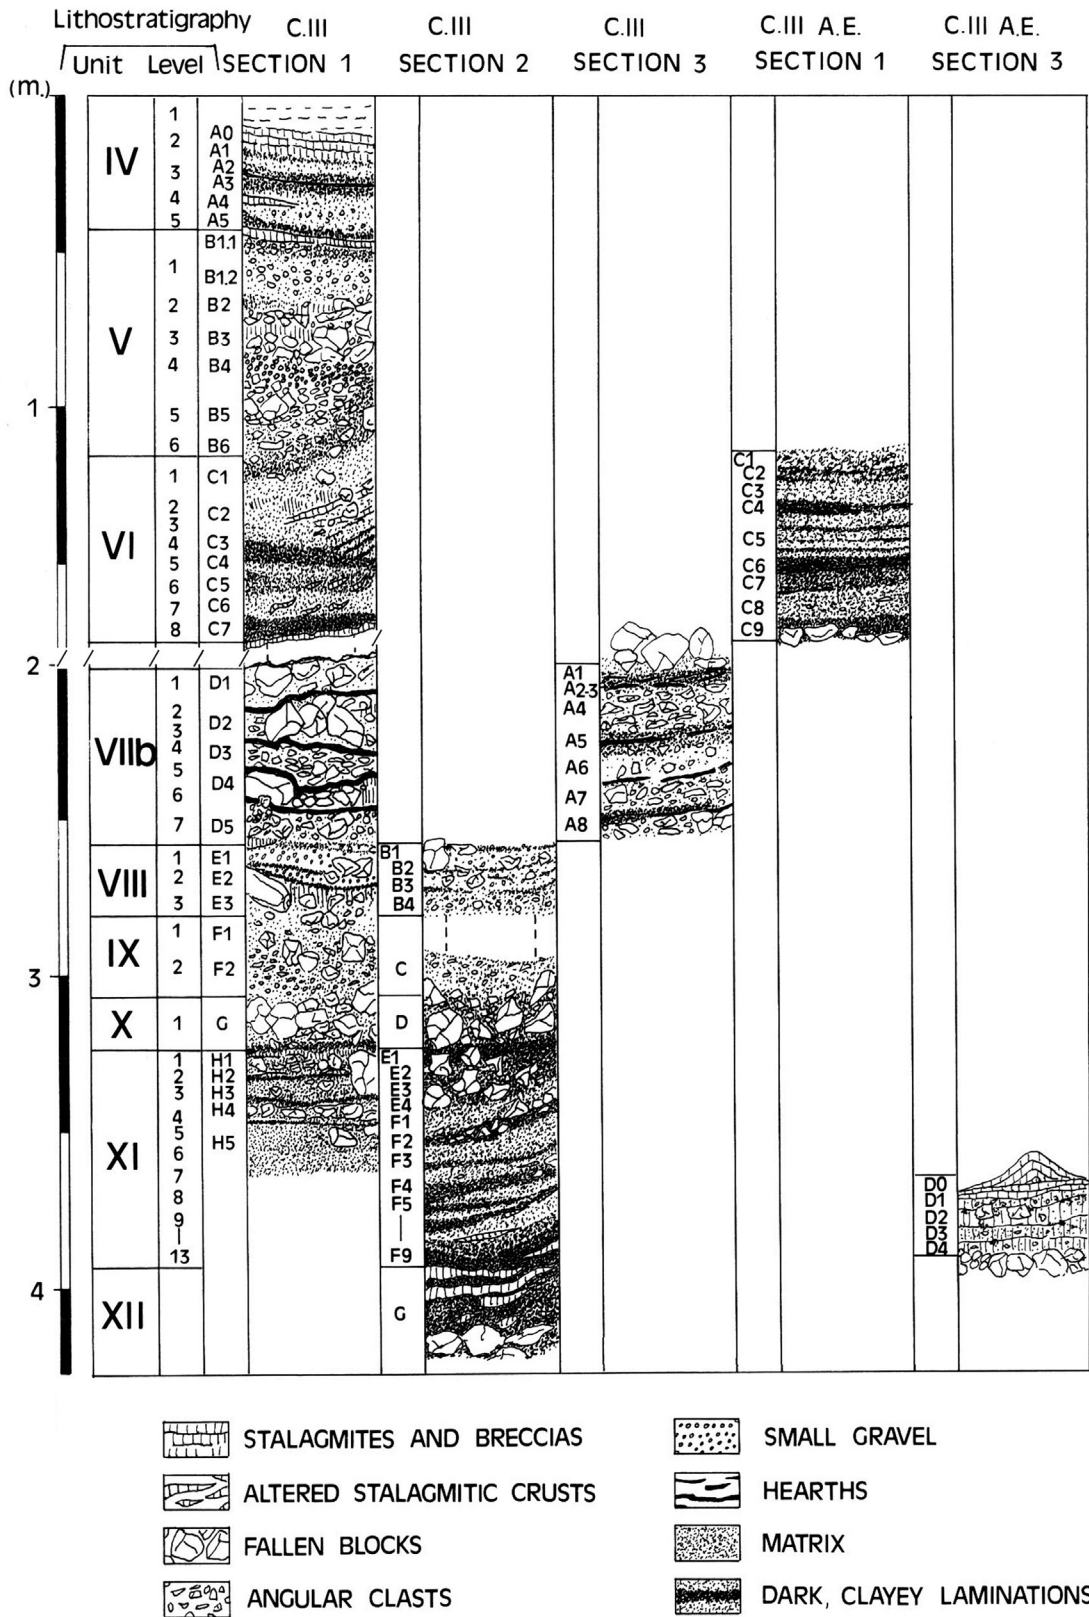 Lithostratigraphy
Unit Level
C.III
SECTION 1
C.III
SECTION 2
C.III
SECTION 3
C.III A.E.
SECTION 1
C.III A.E.
SECTION 3
(m.)
1
2
3
4
IV
1
2
3
4
5
A0
A1
A2
A3
A4
A5
V
1
2
3
4
5
6
B1.1
B1.2
B2
B3
B4
B5
B6
VI
1
2
3
4
5
6
7
8
C1
C2
C3
C4
C5
C6
C7
VIIb
1
2
3
4
5
6
7
D1
D2
D3
D4
D5
VIII
1
2
3
E1
E2
E3
IX
1
2
F1
F2
X
1
G
XI
1
2
3
4
5
6
7
8
9
13
H1
H2
H3
H4
H5
XII
B1
B2
B3
B4
C
D
E1
E2
E3
E4
F1
F2
F3
F4
F5
F9
G
A1
A2-3
A4
A5
A6
A7
A8
C1
C2
C3
C4
C5
C6
C7
C8
C9
D0
D1
D2
D3
D4
STALAGMITES AND BRECCIAS
ALTERED STALAGMITIC CRUSTS
FALLEN BLOCKS
ANGULAR CLASTS
SMALL GRAVEL
HEARTHS
MATRIX
DARK, CLAYEY LAMINATIONS